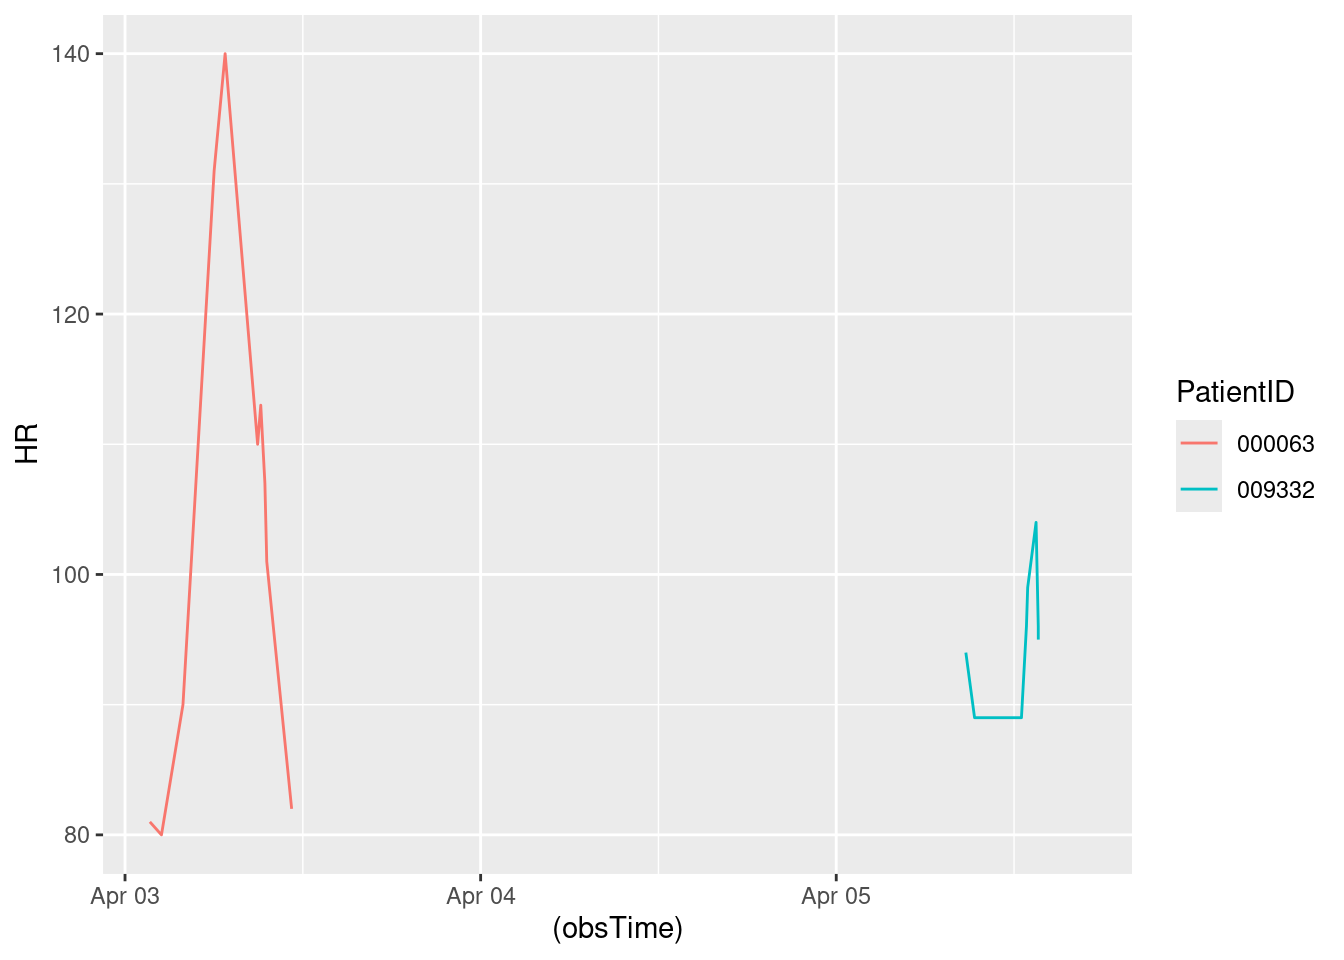 140
120
100
80
HR
Apr 03
Apr 04
Apr 05
(obsTime)
PatientID
000063
009332